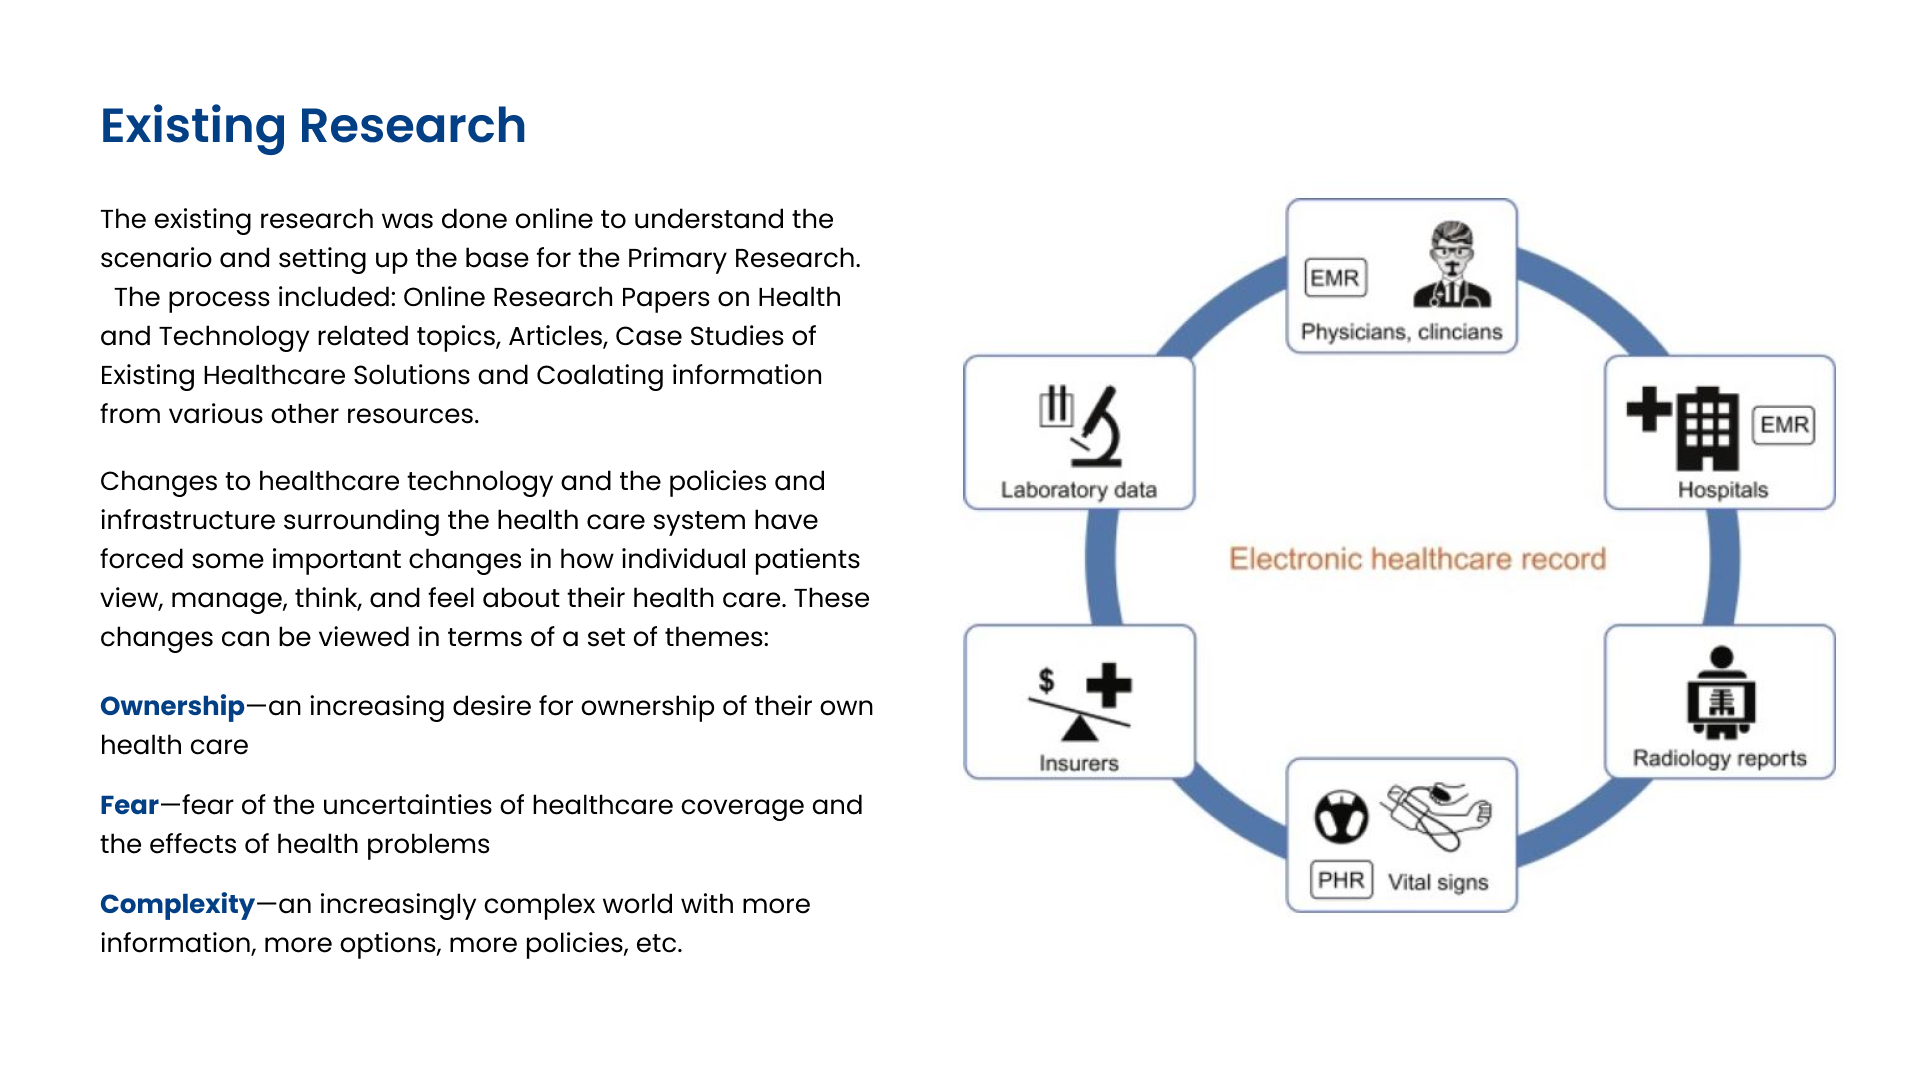 Existing Research
The existing research was done online to understand the
scenario and setting up the base for the Primary Research.
The process included: Online Research Papers on Health
and Technology related topics, Articles, Case Studies of
Existing Healthcare Solutions and Coalating information
from various other resources.
Changes to healthcare technology and the policies and
infrastructure surrounding the health care system have
forced some important changes in how individual patients
view, manage, think, and feel about their health care. These
changes can be viewed in terms of a set of themes:
Ownership—an increasing desire for ownership of their own
health care
Fear—fear of the uncertainties of healthcare coverage and
the effects of health problems
Complexity—an increasingly complex world with more
information, more options, more policies, etc.
EMR
Physicians, clincians
Laboratory data
EMR
Hospitals
Electronic healthcare record
$
Insurers
Radiology reports
PHR
Vital signs